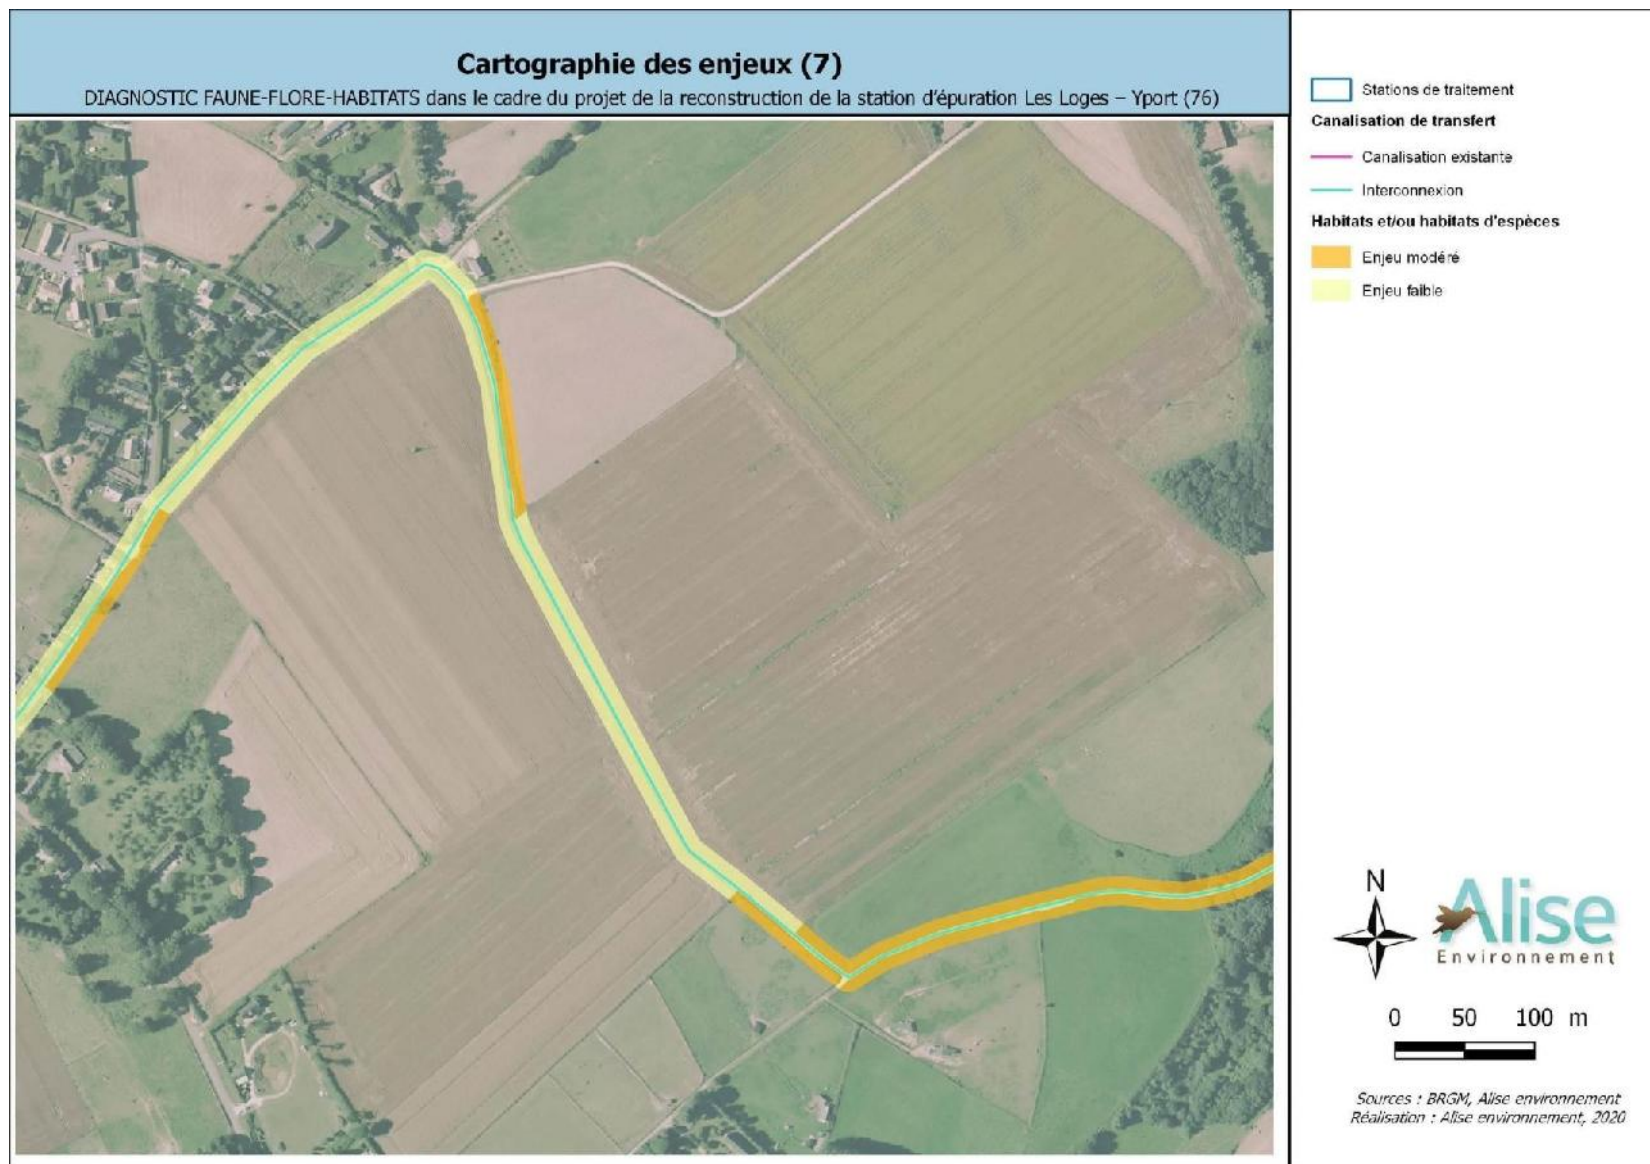 Cartographie des enjeux (7)
DIAGNOSTIC FAUNE-FLORE-HABITATS dans le cadre du projet de la reconstruction de la station d'épuration Les Loges – Yport (76)
Stations de traitement
Canalisation de transfert
Canalisation existante
Interconnexion
Habitats et/ou habitats d'espèces
Enjeu modéré
Enjeu faible
N
Alise
Environnement
0 50 100 m
Sources : BRGM, Alise environnement
Réalisation : Alise environnement, 2020